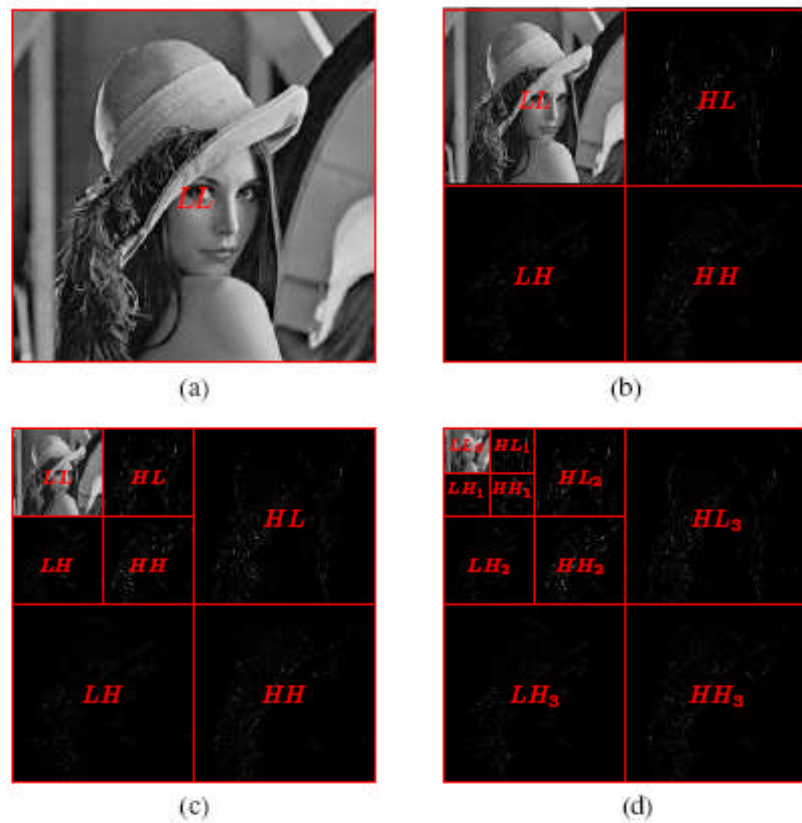 LL
LL HL
LH HH
(a) (b)
LL HL
HL
LH HH
LH HH
LL₀ HL₁
LH₁ HH₁
HL₂
HL₃
LH₂ HH₂
LH₃ HH₃
(c) (d)